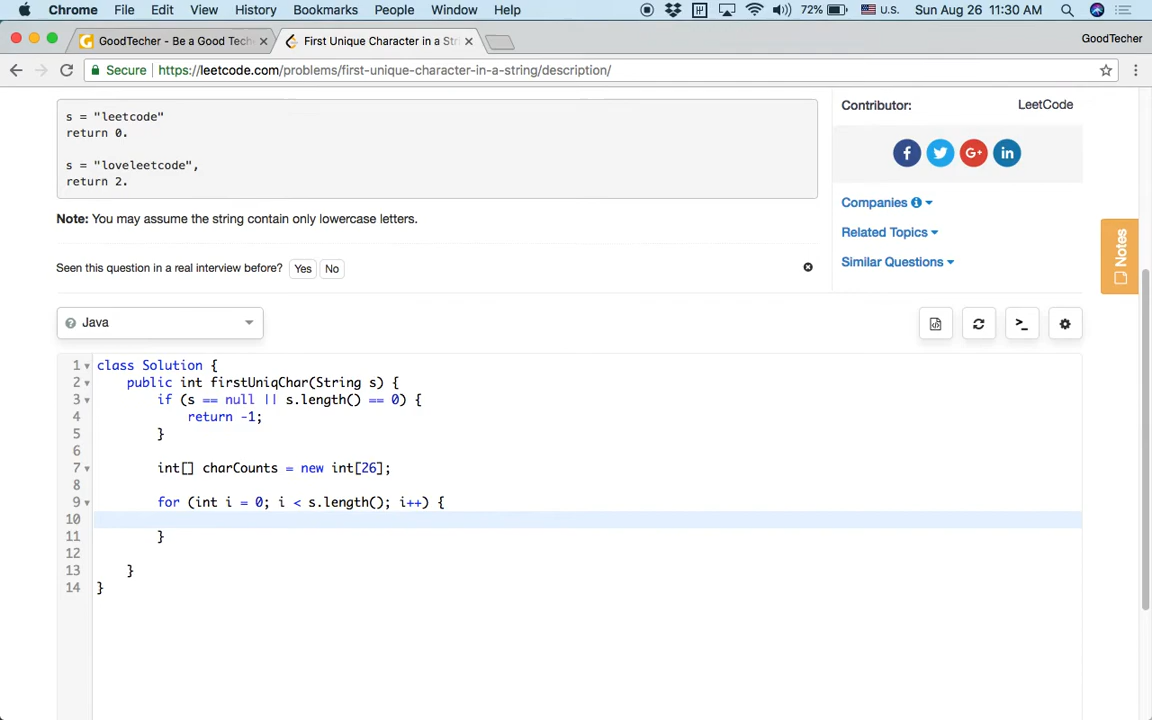 Chrome File Edit View History Bookmarks People Window Help 72% U.S. Sun Aug 26 11:30 AM
GoodTecher - Be a Good Tech First Unique Character in a Str GoodTecher
Secure https://leetcode.com/problems/first-unique-character-in-a-string/description/
s = "leetcode"
return 0.
s = "loveleetcode",
return 2.
Note: You may assume the string contain only lowercase letters.
Seen this question in a real interview before? Yes No
Contributor: LeetCode
Companies
Related Topics
Similar Questions
Notes
Java
1 class Solution {
2 public int firstUniqChar(String s) {
3 if (s == null || s.length() == 0) {
4 return -1;
5 }
6
7 int[] charCounts = new int[26];
8
9 for (int i = 0; i < s.length(); i++) {
10
11 }
12
13 }
14 }